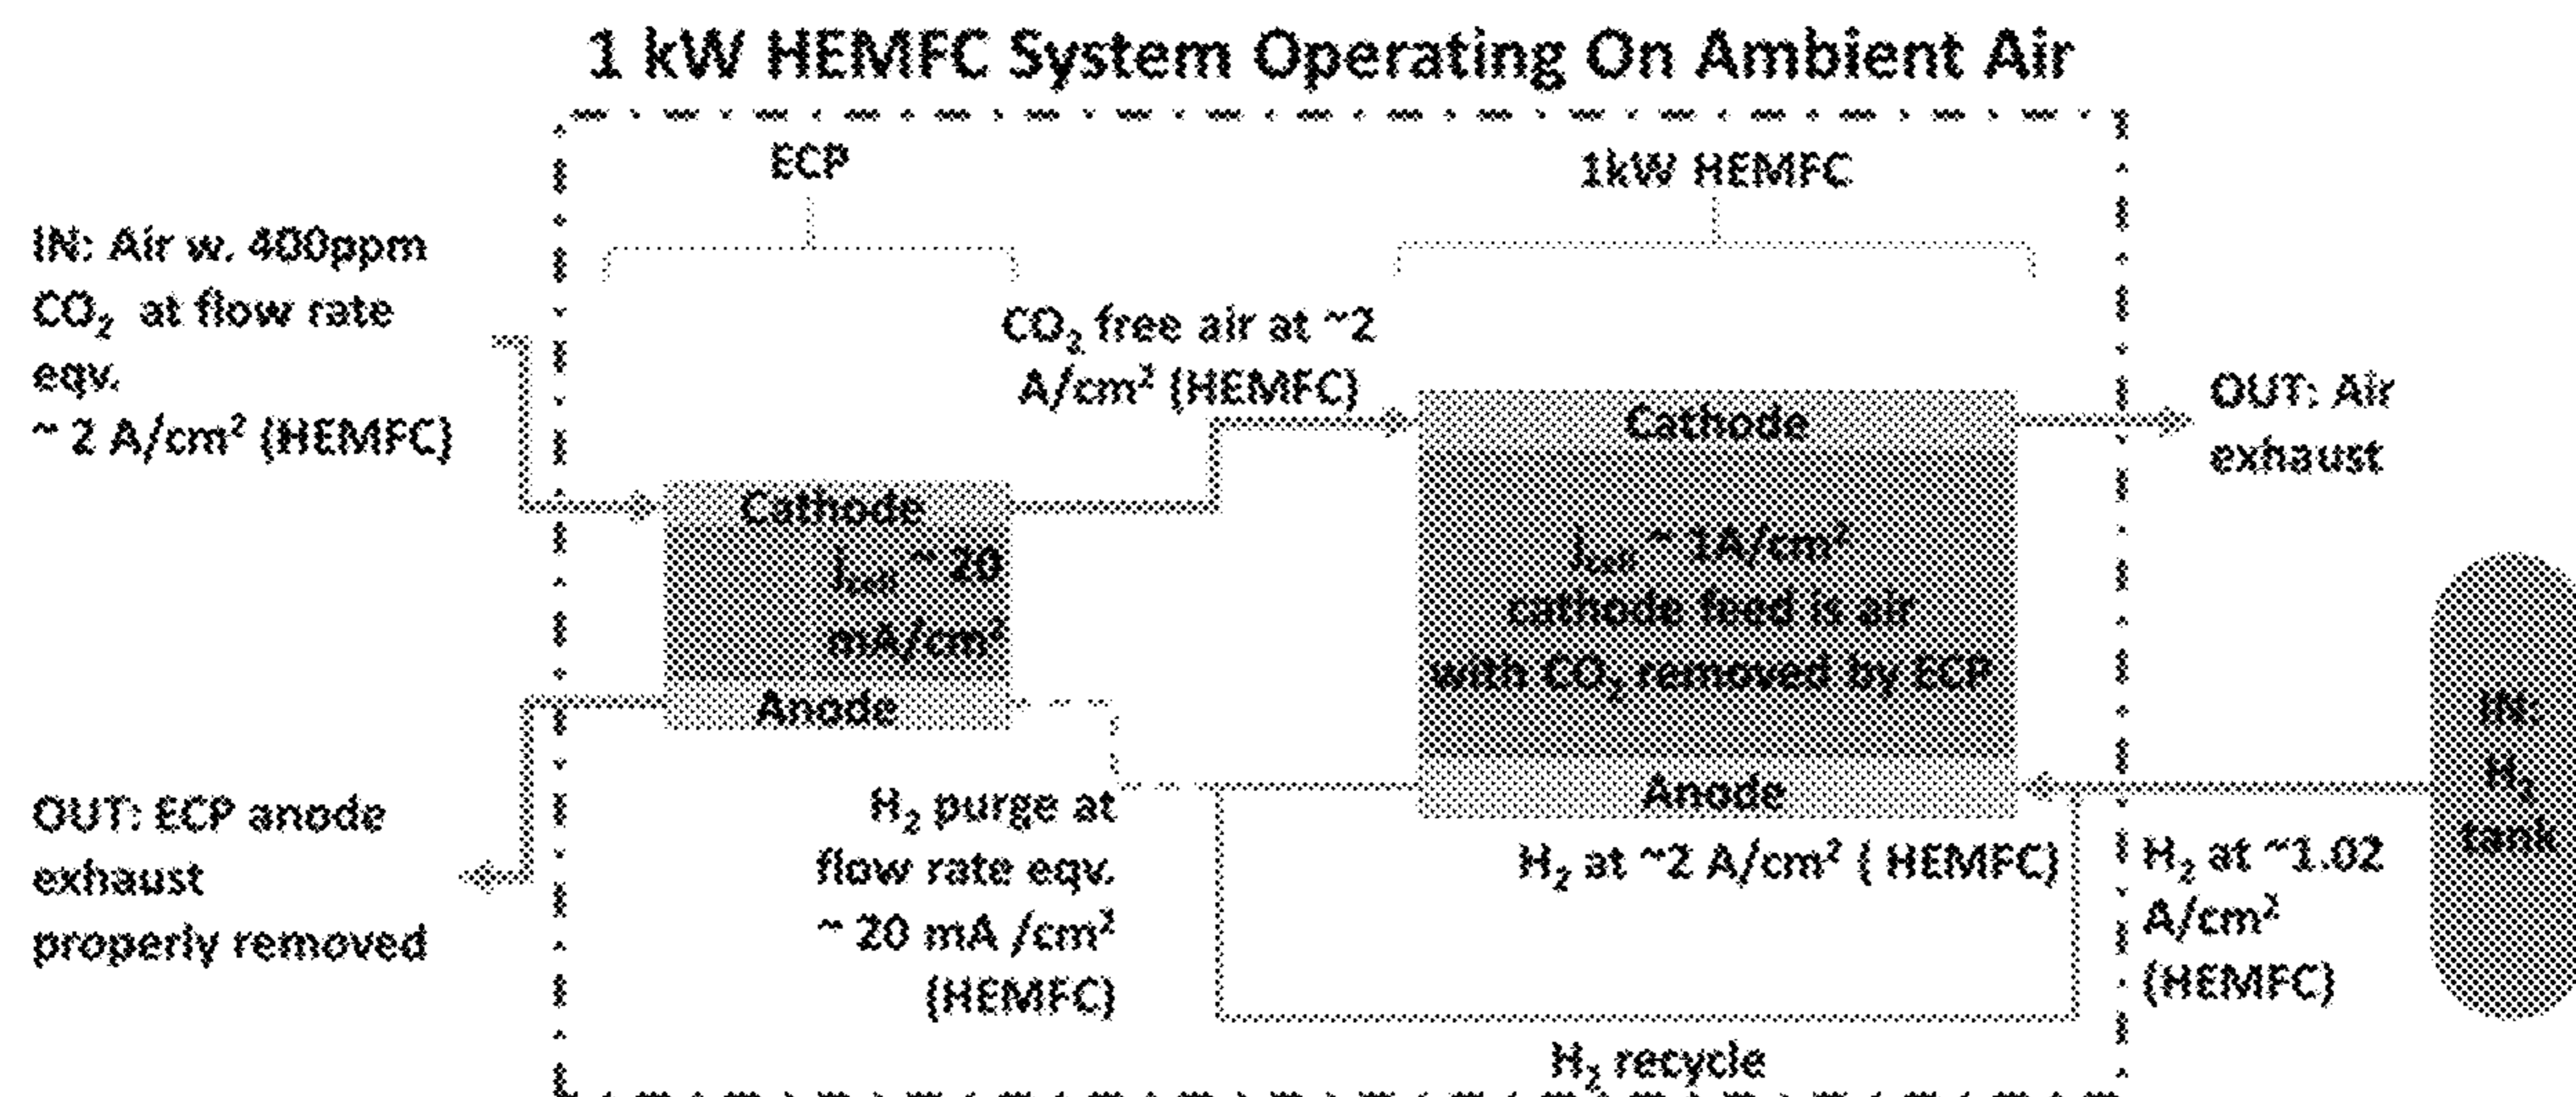 1 kW HEMFC System Operating On Ambient Air
ECP
1kW HEMFC
IN: Air w. 400ppm
CO₂ at flow rate
eqv.
~ 2 A/cm² (HEMFC)
CO₂ free air at ~2
A/cm² (HEMFC)
OUT: Air
exhaust
Cathode
j_cell ~ 20
mA/cm²
Anode
Cathode
j_cell ~ 1A/cm²
cathode feed is air
with CO₂ removed by ECP
Anode
OUT: ECP anode
exhaust
properly removed
H₂ purge at
flow rate eqv.
~ 20 mA /cm²
(HEMFC)
H₂ at ~2 A/cm² ( HEMFC)
H₂ recycle
H₂ at ~1.02
A/cm²
(HEMFC)
IN:
H₂
tank